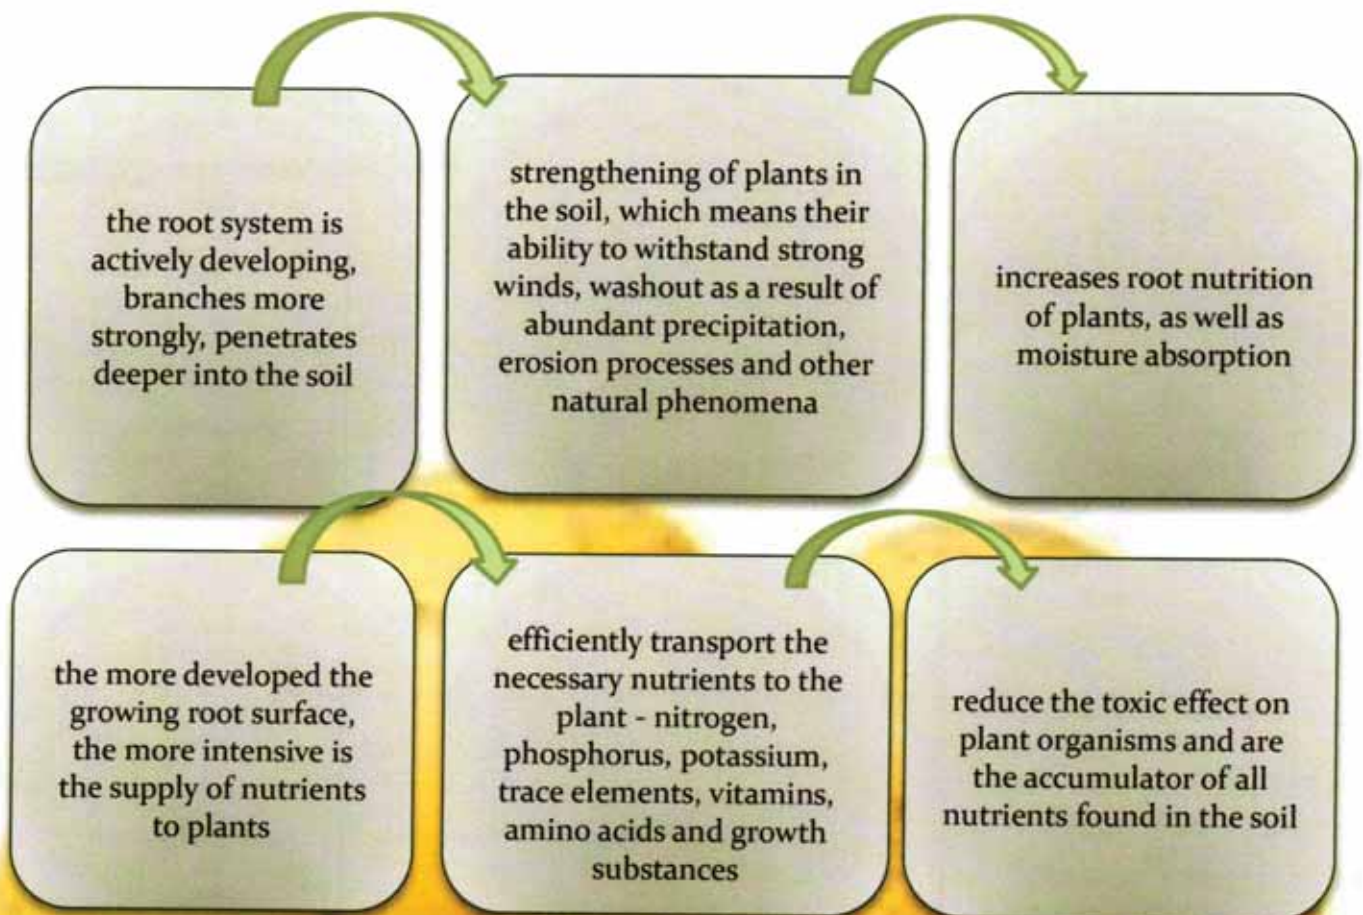 the root system is
actively developing,
branches more
strongly, penetrates
deeper into the soil
strengthening of plants in
the soil, which means their
ability to withstand strong
winds, washout as a result of
abundant precipitation,
erosion processes and other
natural phenomena
increases root nutrition
of plants, as well as
moisture absorption
the more developed the
growing root surface,
the more intensive is
the supply of nutrients
to plants
efficiently transport the
necessary nutrients to the
plant - nitrogen,
phosphorus, potassium,
trace elements, vitamins,
amino acids and growth
substances
reduce the toxic effect on
plant organisms and are
the accumulator of all
nutrients found in the soil